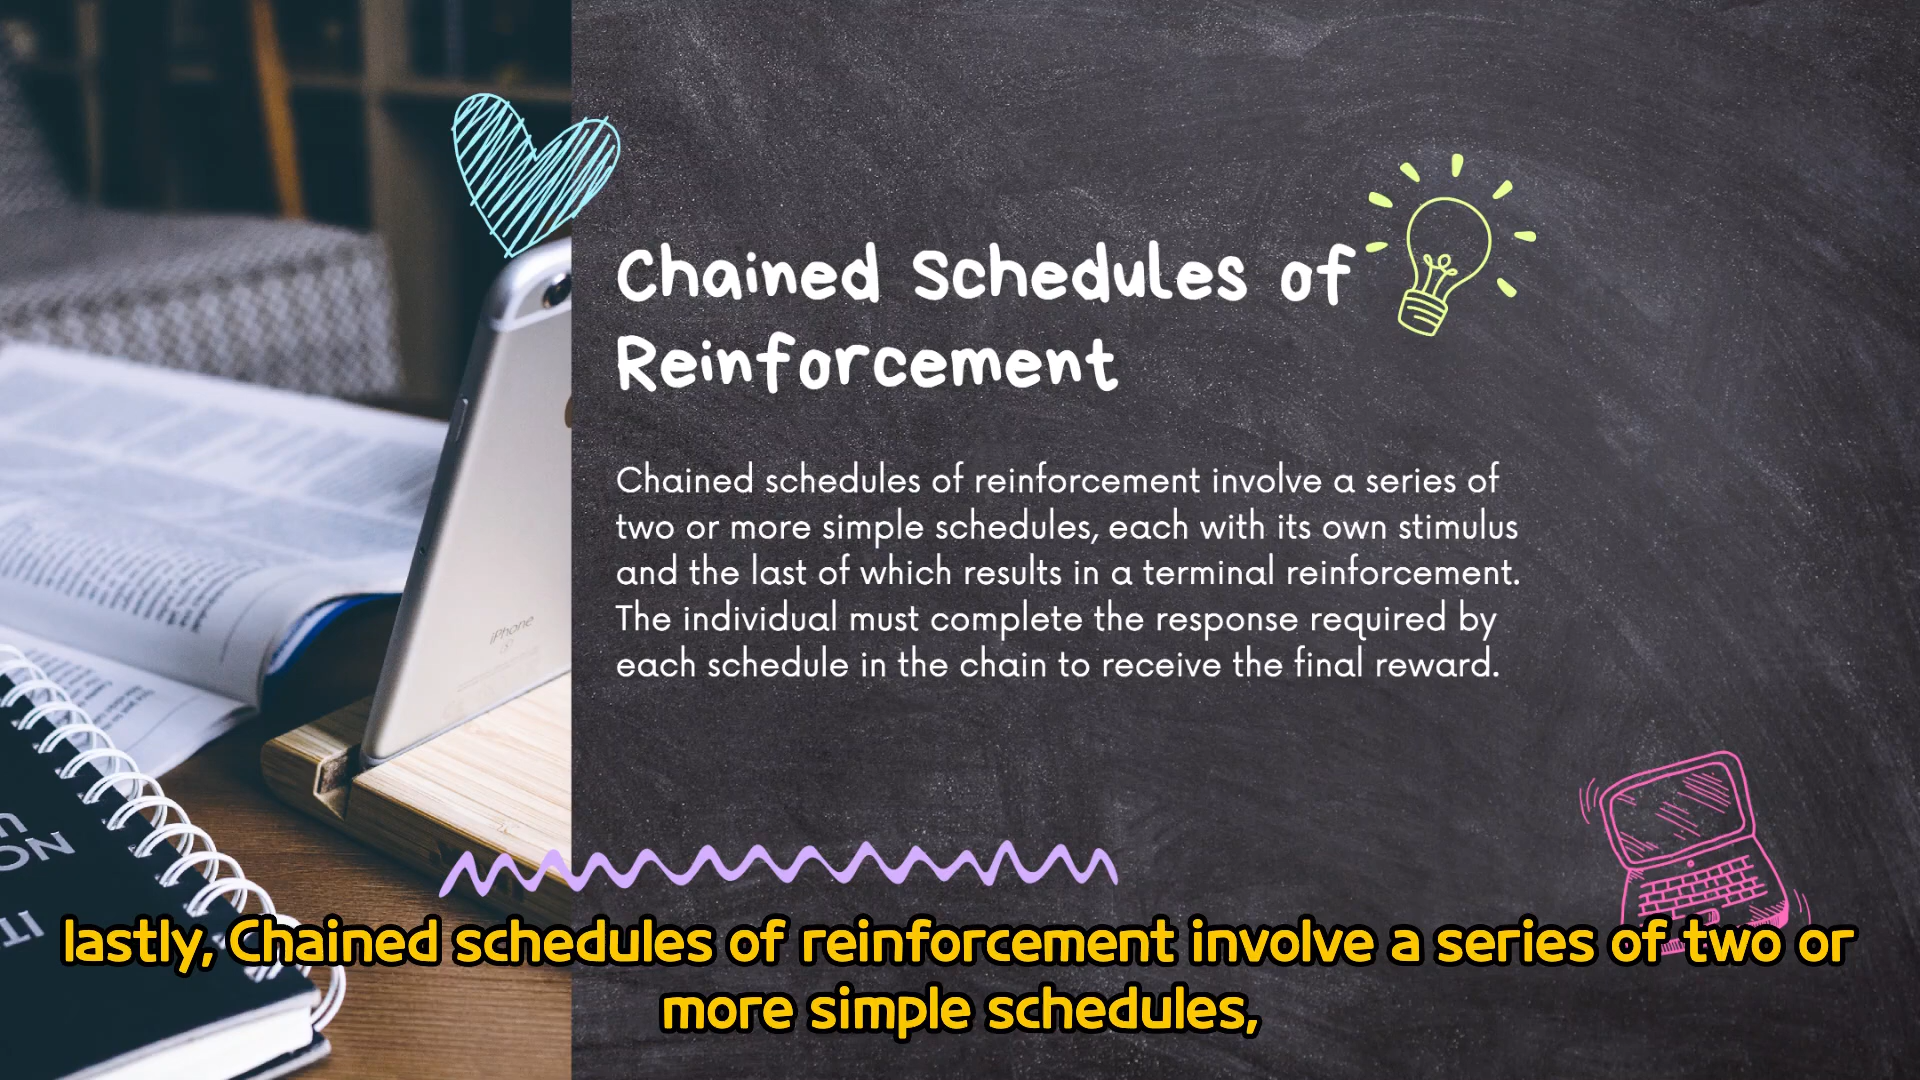 Chained Schedules of
Reinforcement
Chained schedules of reinforcement involve a series of
two or more simple schedules, each with its own stimulus
and the last of which results in a terminal reinforcement.
The individual must complete the response required by
each schedule in the chain to receive the final reward.
iPhone
lastly, Chained schedules of reinforcement involve a series of two or
more simple schedules,